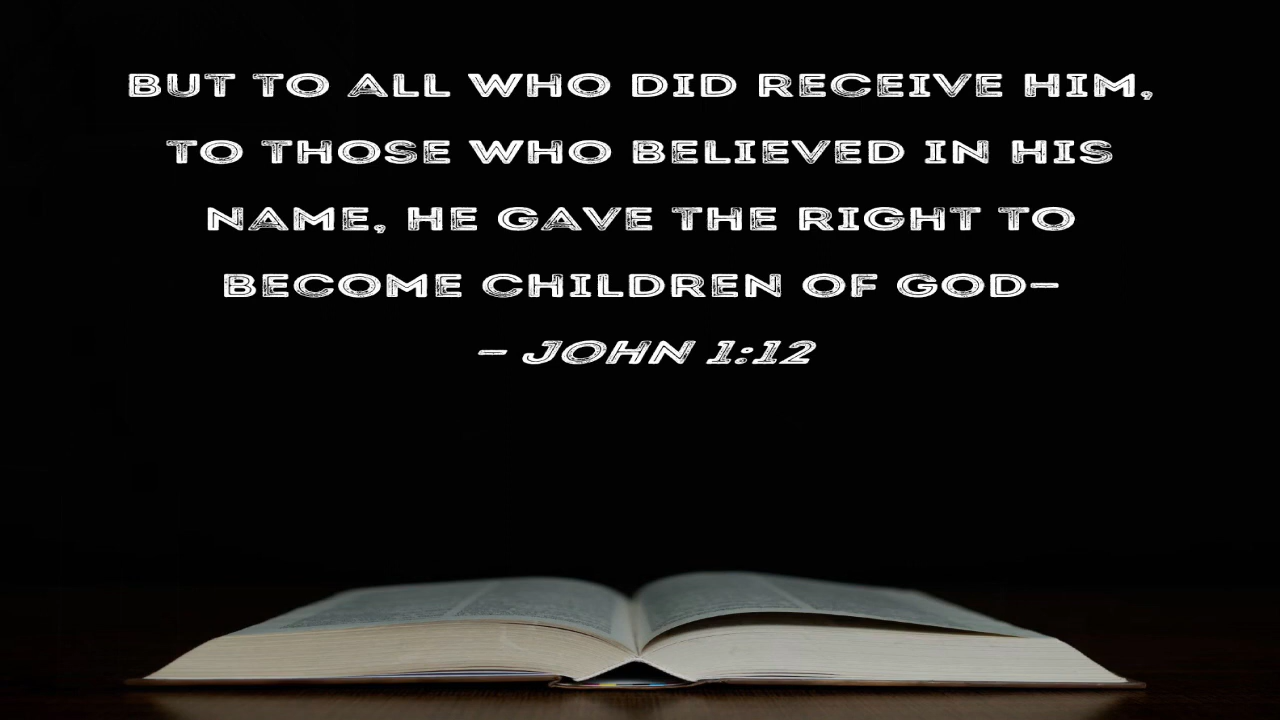 BUT TO ALL WHO DID RECEIVE HIM,
TO THOSE WHO BELIEVED IN HIS
NAME, HE GAVE THE RIGHT TO
BECOME CHILDREN OF GOD–
– JOHN 1:12